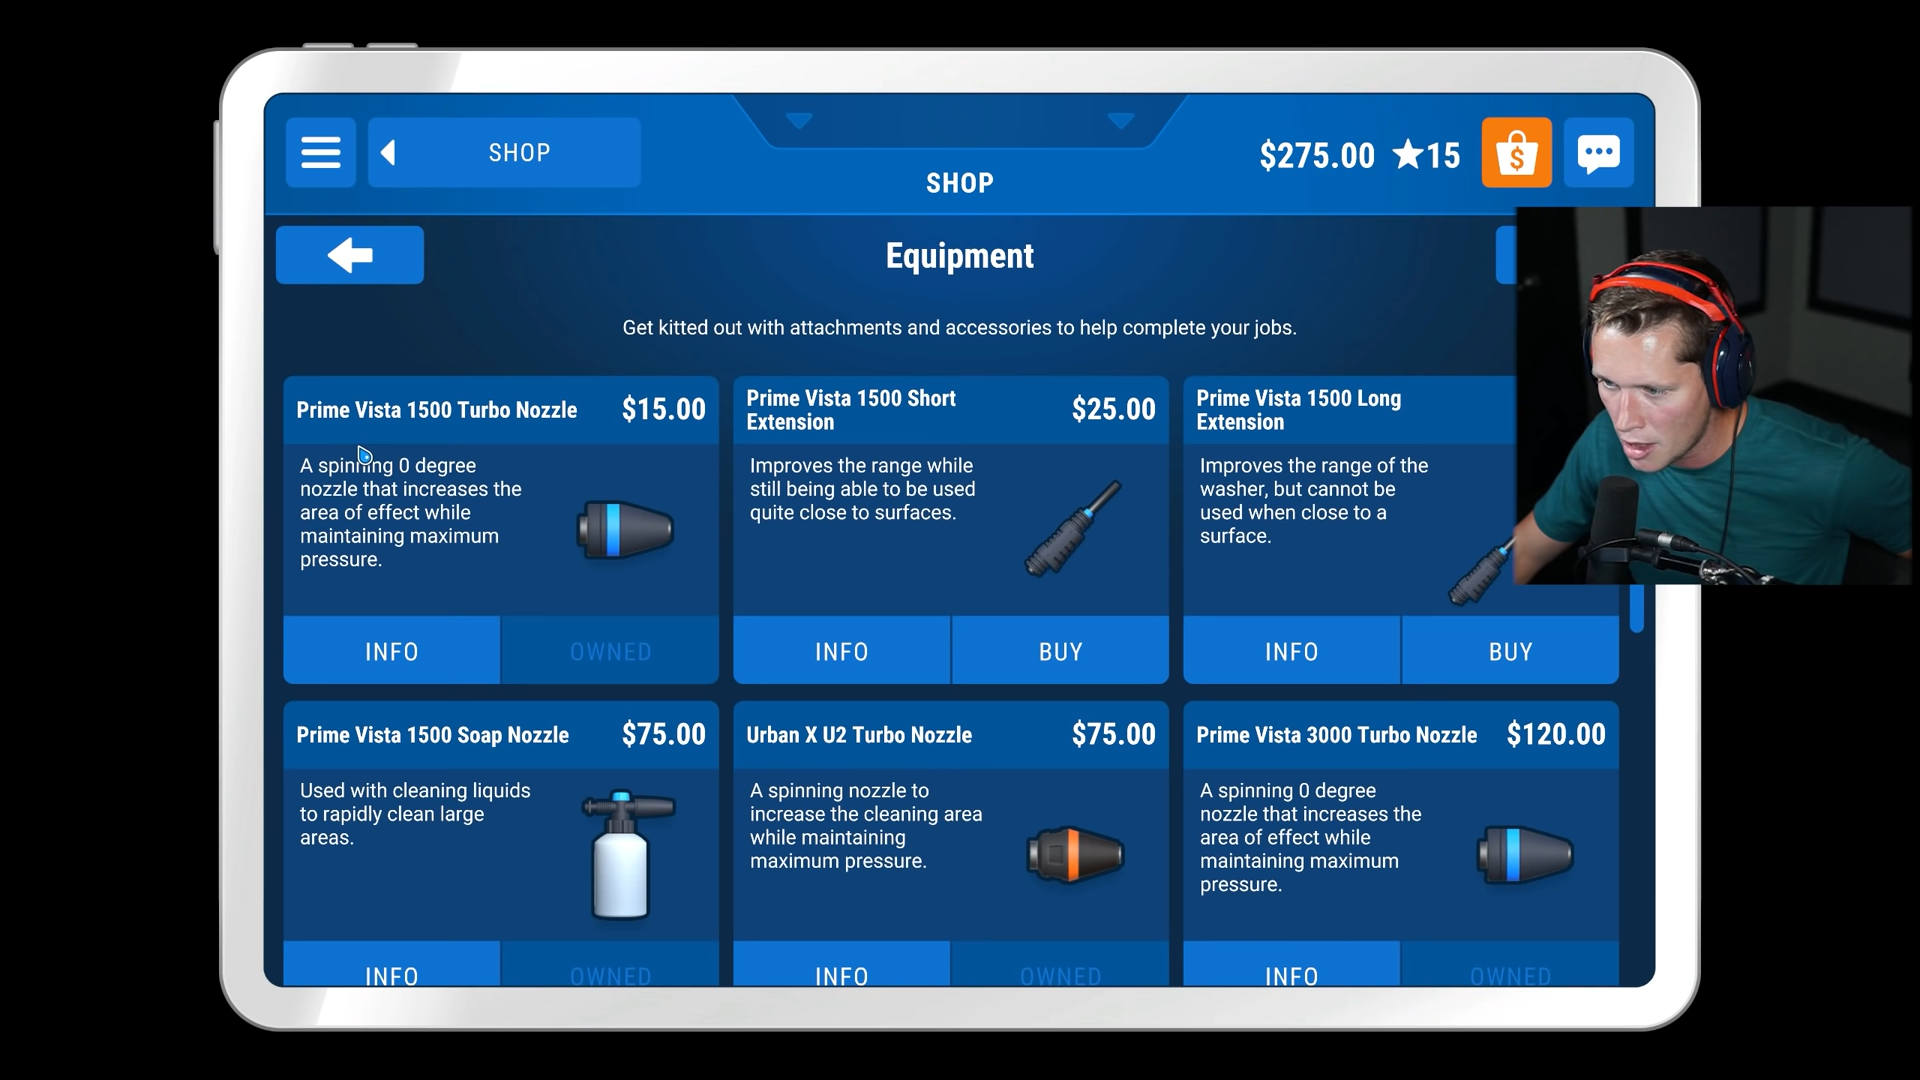 SHOP
SHOP
$275.00 ★15
Equipment
Get kitted out with attachments and accessories to help complete your jobs.
Prime Vista 1500 Turbo Nozzle
$15.00
A spinning 0 degree
nozzle that increases the
area of effect while
maintaining maximum
pressure.
INFO
OWNED
Prime Vista 1500 Short
Extension
$25.00
Improves the range while
still being able to be used
quite close to surfaces.
INFO
BUY
Prime Vista 1500 Long
Extension
Improves the range of the
washer, but cannot be
used when close to a
surface.
INFO
BUY
Prime Vista 1500 Soap Nozzle
$75.00
Used with cleaning liquids
to rapidly clean large
areas.
INFO
OWNED
Urban X U2 Turbo Nozzle
$75.00
A spinning nozzle to
increase the cleaning area
while maintaining
maximum pressure.
INFO
OWNED
Prime Vista 3000 Turbo Nozzle
$120.00
A spinning 0 degree
nozzle that increases the
area of effect while
maintaining maximum
pressure.
INFO
OWNED